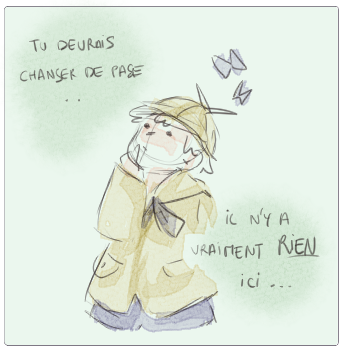 TU DEVRAIS
CHANGER DE PAGE
..
iL N'Y A
VRAIMENT RIEN
ici ...